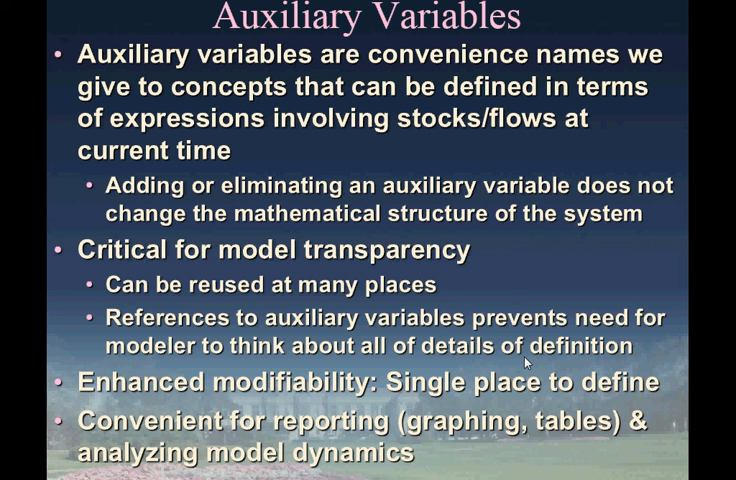 Auxiliary Variables
• Auxiliary variables are convenience names we
give to concepts that can be defined in terms
of expressions involving stocks/flows at
current time
• Adding or eliminating an auxiliary variable does not
change the mathematical structure of the system
• Critical for model transparency
• Can be reused at many places
• References to auxiliary variables prevents need for
modeler to think about all of details of definition
• Enhanced modifiability: Single place to define
• Convenient for reporting (graphing, tables) &
analyzing model dynamics